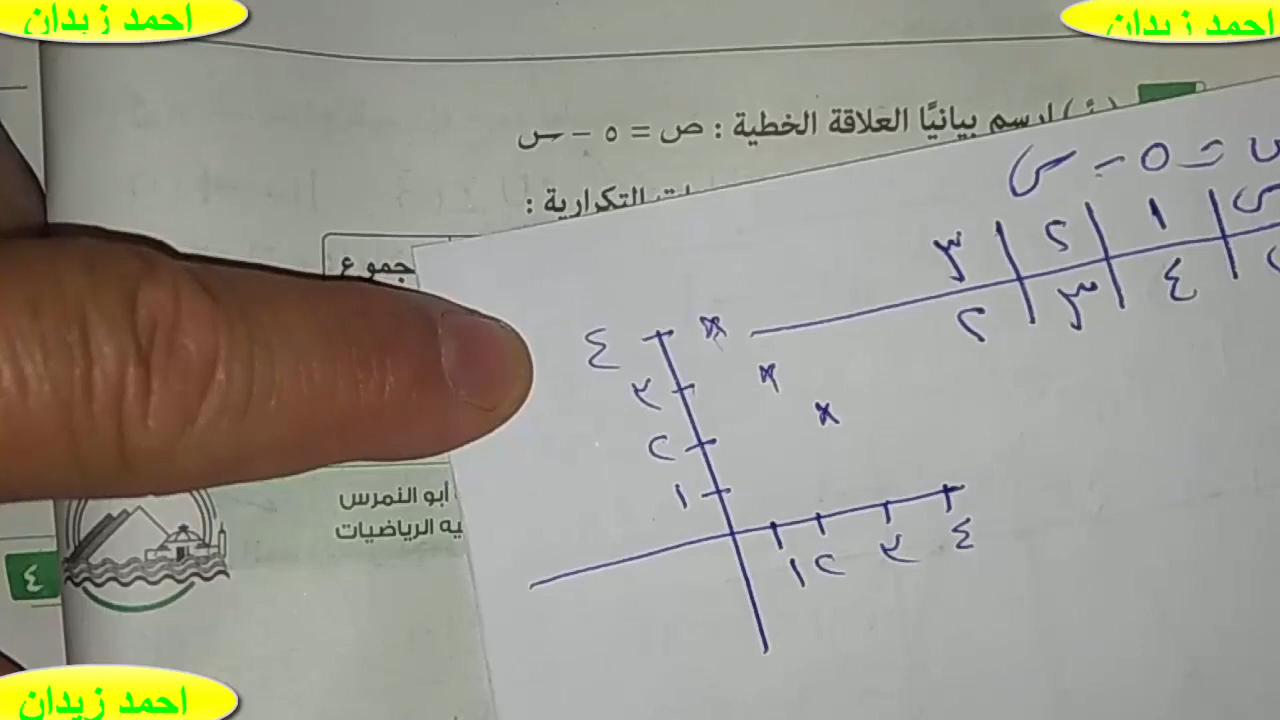 احمد زيدان
احمد زيدان
ارسم بيانيًا العلاقة الخطية : ص = ٥ − س
التكرارية :
= ٥ − س
س ١ ٢ ٣
٤ ٣ ٢
٤
٣
٢
١
١ ٢ ٣ ٤
أبو النمرس
يه الرياضيات
٤
احمد زيدان